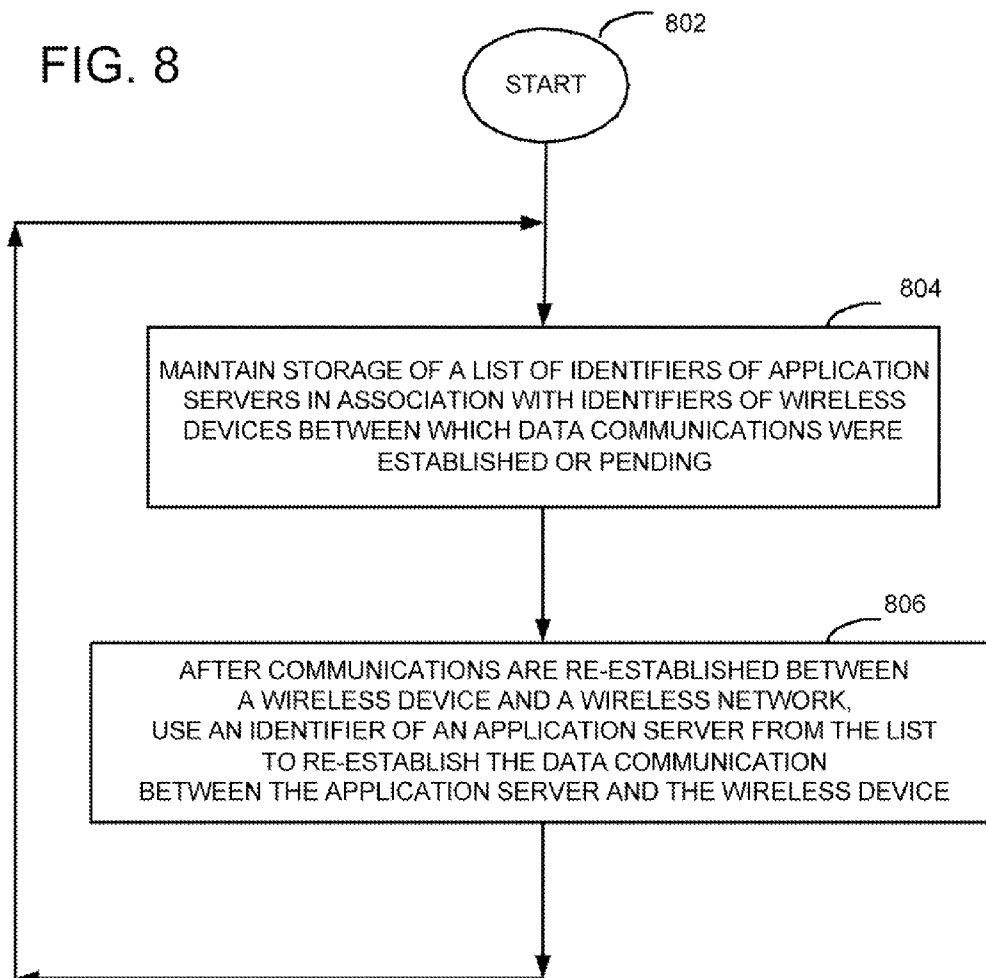 802
FIG. 8
START
804
MAINTAIN STORAGE OF A LIST OF IDENTIFIERS OF APPLICATION
SERVERS IN ASSOCIATION WITH IDENTIFIERS OF WIRELESS
DEVICES BETWEEN WHICH DATA COMMUNICATIONS WERE
ESTABLISHED OR PENDING
806
AFTER COMMUNICATIONS ARE RE-ESTABLISHED BETWEEN
A WIRELESS DEVICE AND A WIRELESS NETWORK,
USE AN IDENTIFIER OF AN APPLICATION SERVER FROM THE LIST
TO RE-ESTABLISH THE DATA COMMUNICATION
BETWEEN THE APPLICATION SERVER AND THE WIRELESS DEVICE